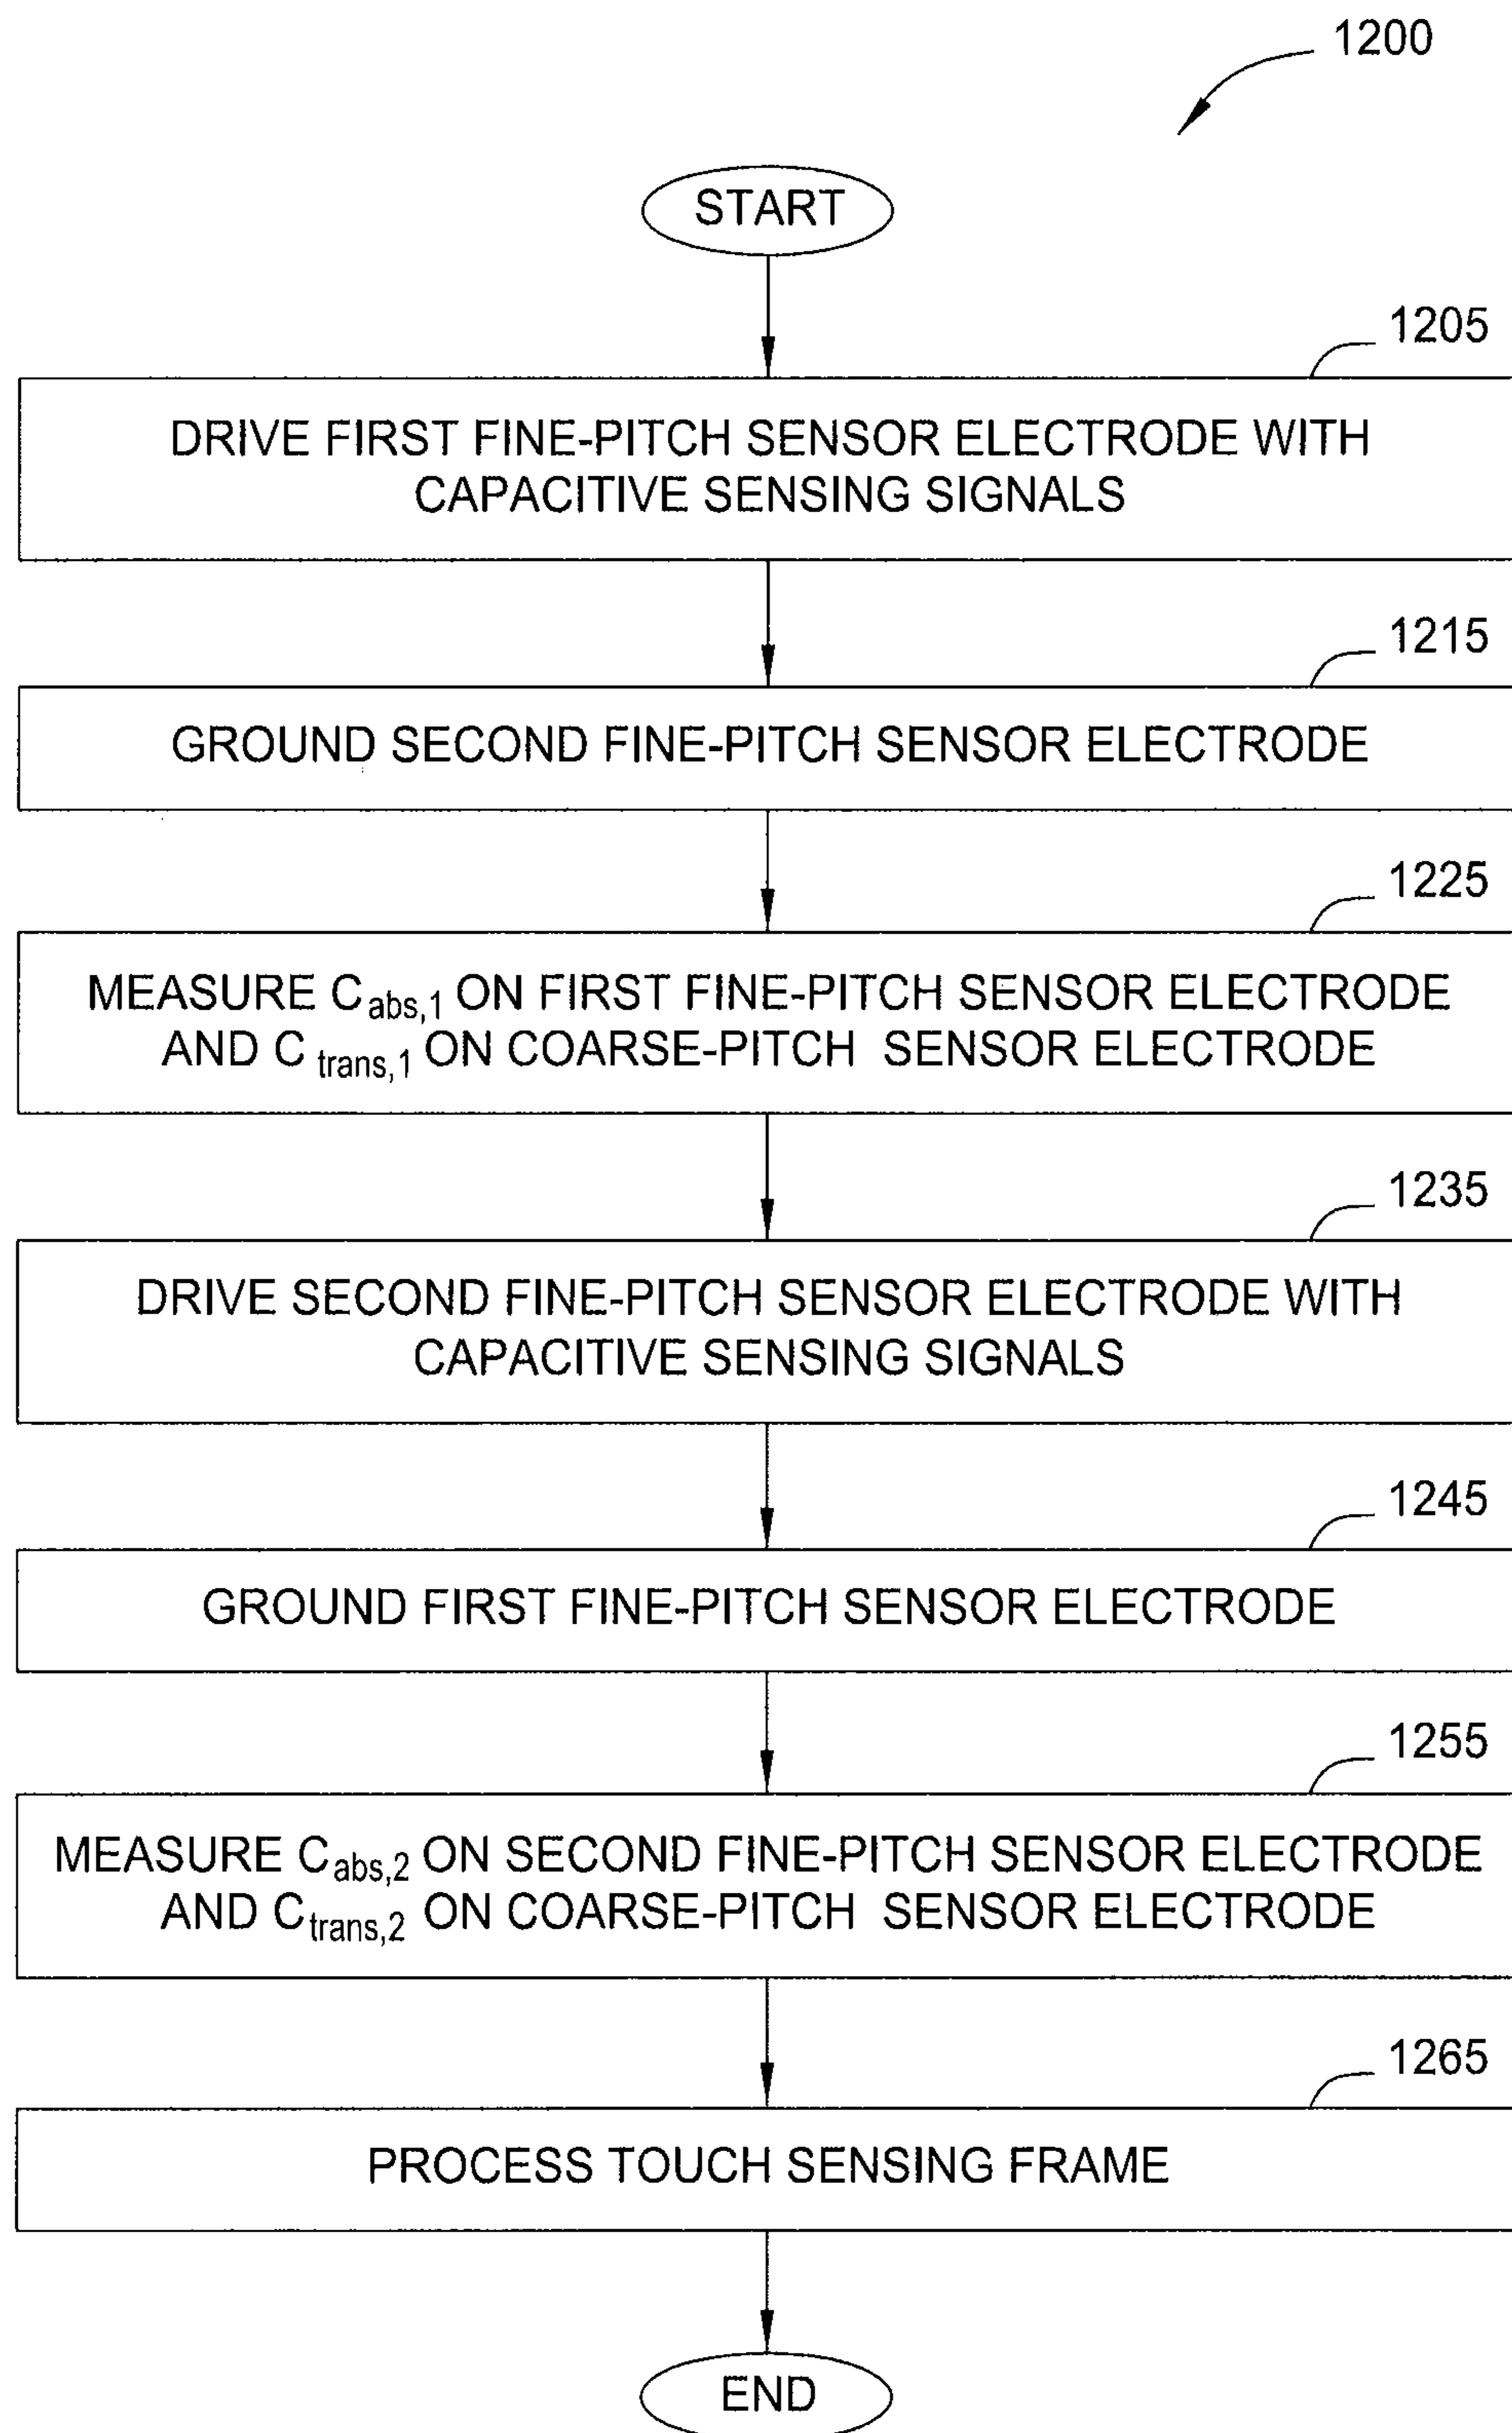 1200
START
1205
DRIVE FIRST FINE-PITCH SENSOR ELECTRODE WITH
CAPACITIVE SENSING SIGNALS
1215
GROUND SECOND FINE-PITCH SENSOR ELECTRODE
1225
MEASURE Cabs,1 ON FIRST FINE-PITCH SENSOR ELECTRODE
AND C trans,1 ON COARSE-PITCH SENSOR ELECTRODE
1235
DRIVE SECOND FINE-PITCH SENSOR ELECTRODE WITH
CAPACITIVE SENSING SIGNALS
1245
GROUND FIRST FINE-PITCH SENSOR ELECTRODE
1255
MEASURE Cabs,2 ON SECOND FINE-PITCH SENSOR ELECTRODE
AND Ctrans,2 ON COARSE-PITCH SENSOR ELECTRODE
1265
PROCESS TOUCH SENSING FRAME
END